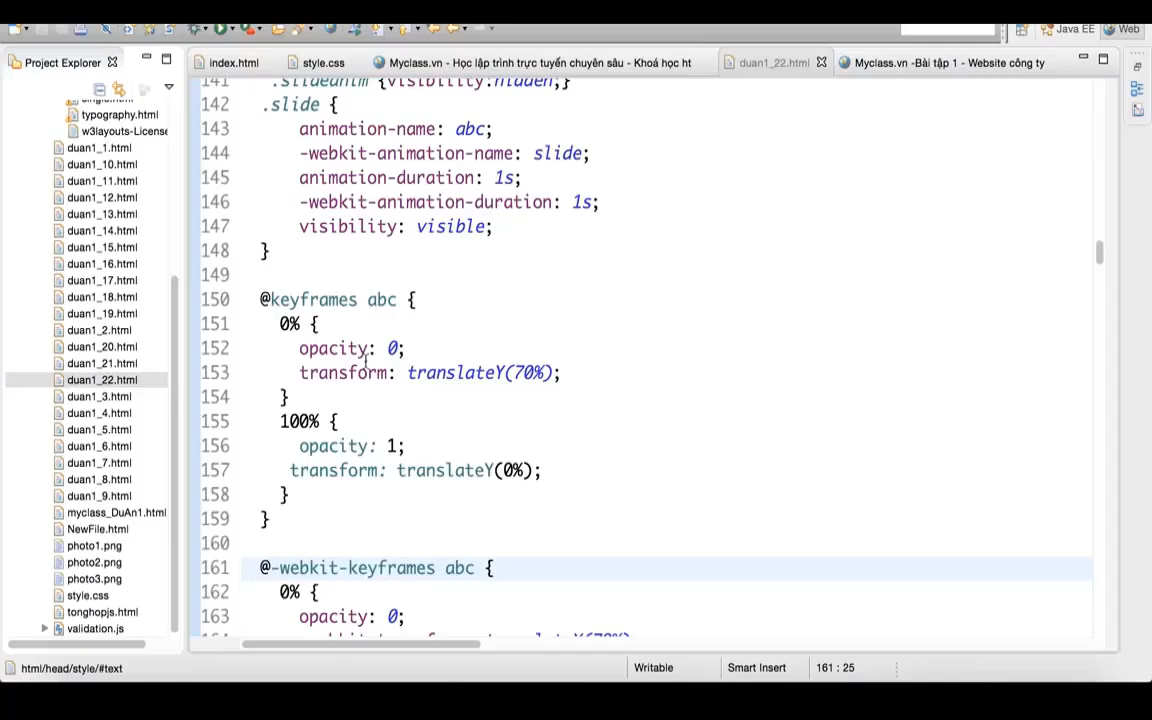 Java EE
Web
Project Explorer
index.html
style.css
Myclass.vn - Học lập trình trực tuyến chuyên sâu - Khoá học ht
duan1_22.html
Myclass.vn -Bài tập 1 - Website công ty
typography.html
w3layouts-License
duan1_1.html
duan1_10.html
duan1_11.html
duan1_12.html
duan1_13.html
duan1_14.html
duan1_15.html
duan1_16.html
duan1_17.html
duan1_18.html
duan1_19.html
duan1_2.html
duan1_20.html
duan1_21.html
duan1_22.html
duan1_3.html
duan1_4.html
duan1_5.html
duan1_6.html
duan1_7.html
duan1_8.html
duan1_9.html
myclass_DuAn1.html
NewFile.html
photo1.png
photo2.png
photo3.png
style.css
tonghopjs.html
validation.js
141 .slideanim {visibility:hidden;}
142 .slide {
143 animation-name: abc;
144 -webkit-animation-name: slide;
145 animation-duration: 1s;
146 -webkit-animation-duration: 1s;
147 visibility: visible;
148 }
149
150 @keyframes abc {
151 0% {
152 opacity: 0;
153 transform: translateY(70%);
154 }
155 100% {
156 opacity: 1;
157 transform: translateY(0%);
158 }
159 }
160
161 @-webkit-keyframes abc {
162 0% {
163 opacity: 0;
html/head/style/#text
Writable
Smart Insert
161 : 25